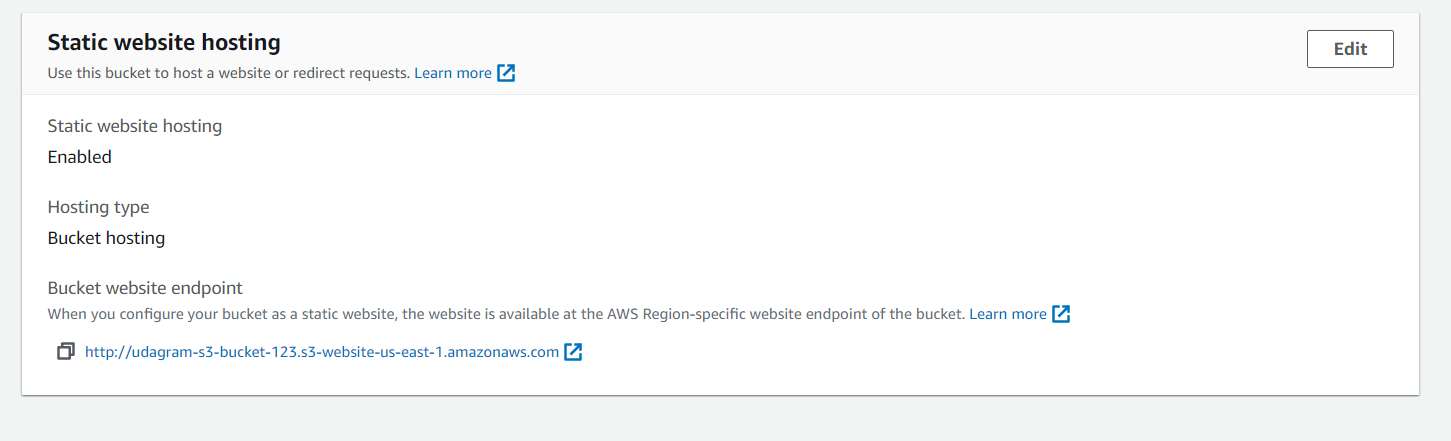 Static website hosting
Edit
Use this bucket to host a website or redirect requests. Learn more
Static website hosting
Enabled
Hosting type
Bucket hosting
Bucket website endpoint
When you configure your bucket as a static website, the website is available at the AWS Region-specific website endpoint of the bucket. Learn more
http://udagram-s3-bucket-123.s3-website-us-east-1.amazonaws.com